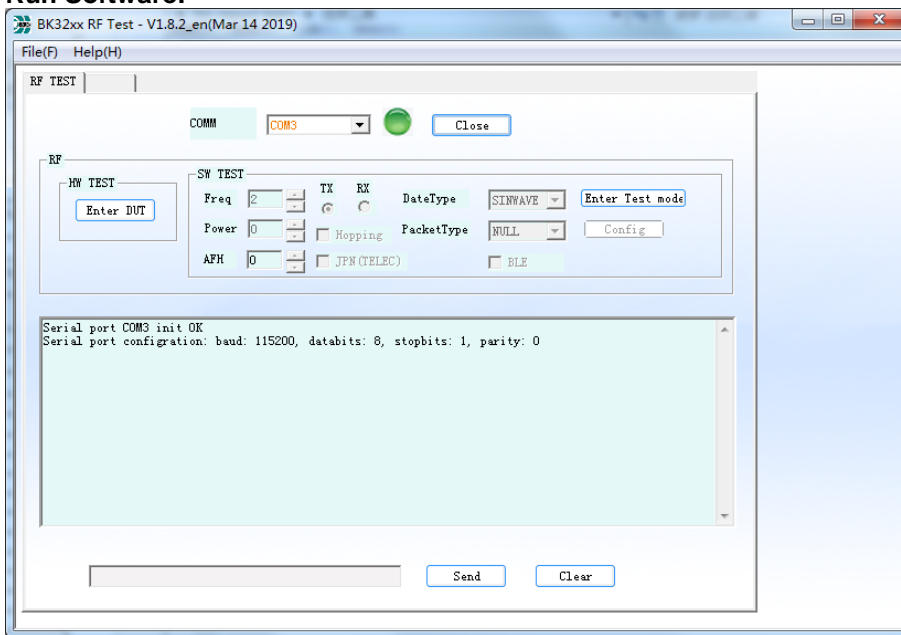 Run Software:
BK32xx RF Test - V1.8.2_en(Mar 14 2019)
File(F) Help(H)
RF TEST
COMM COM3 Close
RF
HW TEST
Enter DUT
SW TEST
Freq 2 TX RX DateType SINWAVE Enter Test mode
Power 0 Hopping PacketType NULL Config
AFH 0 JPN(TELEC) BLE
Serial port COM3 init OK
Serial port configration: baud: 115200, databits: 8, stopbits: 1, parity: 0
Send Clear